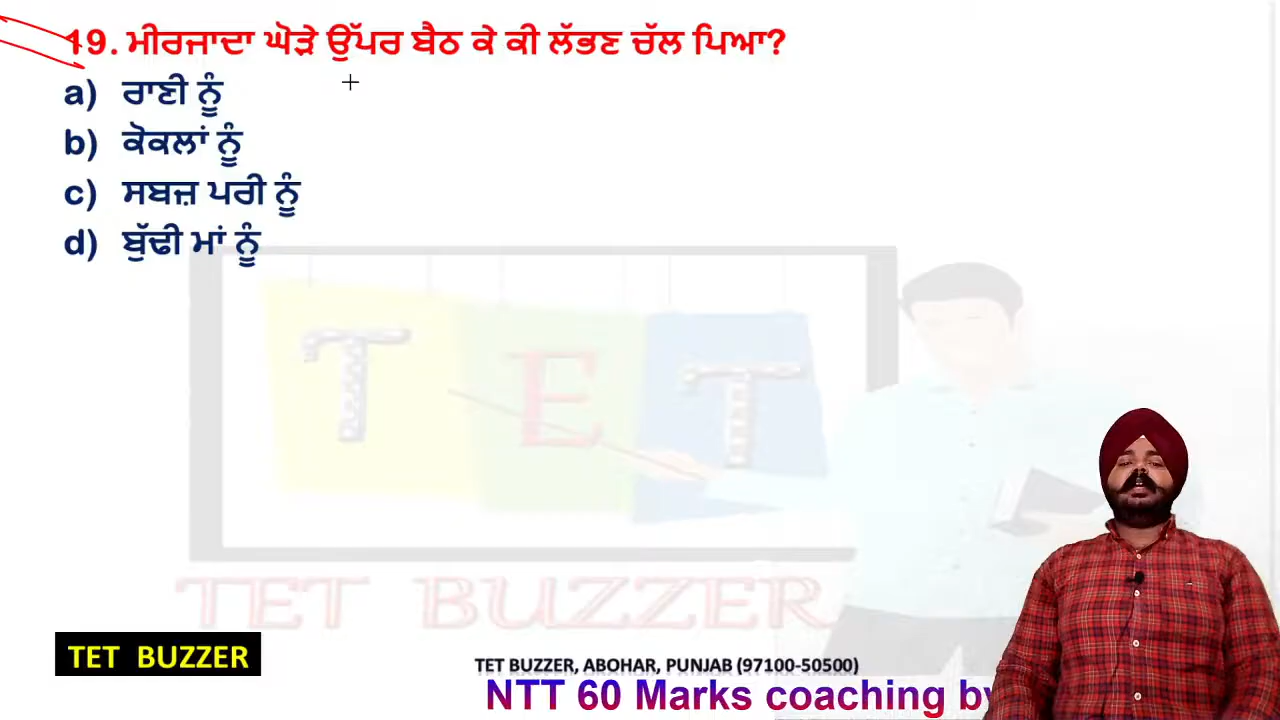 19. ਮੀਰਜਾਦਾ ਘੋੜੇ ਉੱਪਰ ਬੈਠ ਕੇ ਕੀ ਲੱਭਣ ਚੱਲ ਪਿਆ?
a) ਰਾਣੀ ਨੂੰ
b) ਕੋਕਲਾਂ ਨੂੰ
c) ਸਬਜ਼ ਪਰੀ ਨੂੰ
d) ਬੁੱਢੀ ਮਾਂ ਨੂੰ
T E T
TET BUZZER
TET BUZZER
TET BUZZER, ABOHAR, PUNJAB (97100-50500)
NTT 60 Marks coaching by